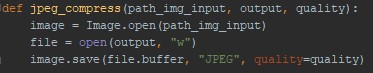 def jpeg_compress(path_img_input, output, quality):
    image = Image.open(path_img_input)
    file = open(output, "w")
    image.save(file.buffer, "JPEG", quality=quality)